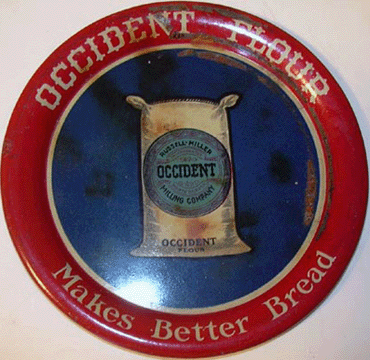 OCCIDENT FLOUR
RUSSELL-MILLER
OCCIDENT
MILLING COMPANY
OCCIDENT
FLOUR
Makes Better Bread